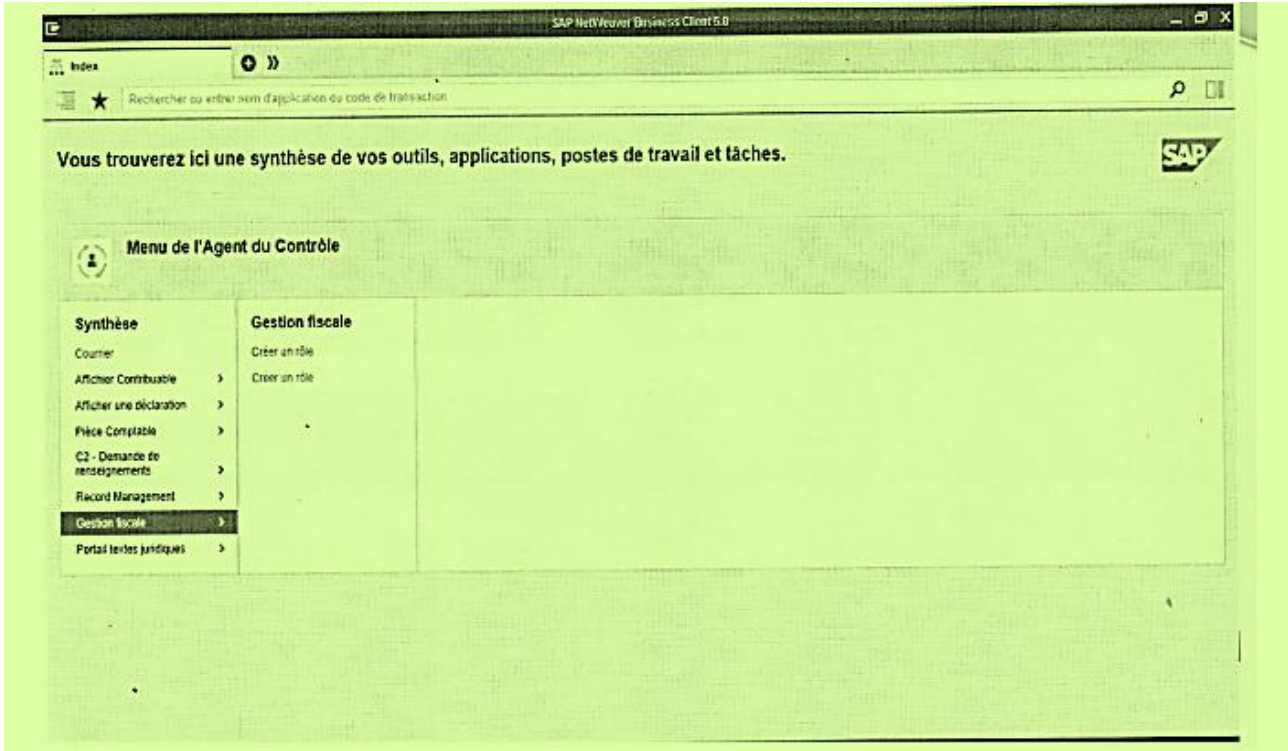 SAP NetWeaver Business Client 5.0
Index
Rechercher ou entrer nom d'application ou code de transaction
Vous trouverez ici une synthèse de vos outils, applications, postes de travail et tâches.
SAP
Menu de l'Agent du Contrôle
Synthèse
Courrier
Afficher Contribuable
Afficher une déclaration
Pièce Comptable
C2 - Demande de
renseignements
Record Management
Gestion fiscale
Portail textes juridiques
Gestion fiscale
Créer un rôle
Créer un rôle